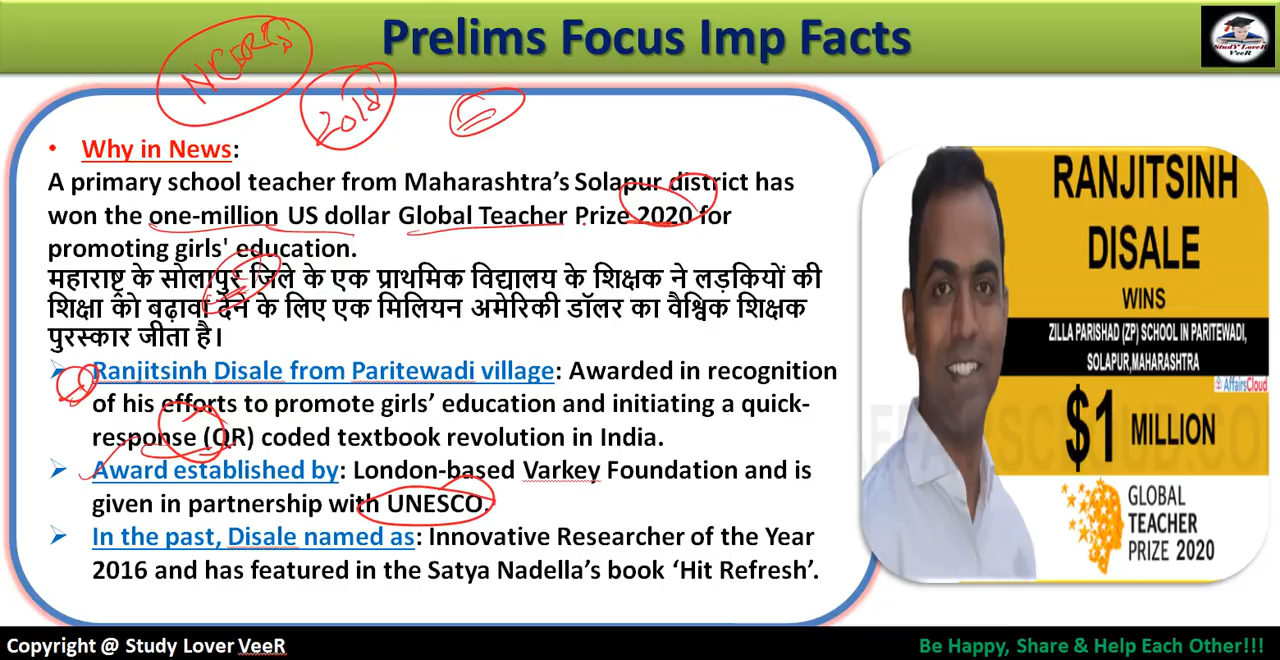 Prelims Focus Imp Facts
StudY LoveR
VeeR
NCERTs
2018
• Why in News:
A primary school teacher from Maharashtra's Solapur district has
won the one-million US dollar Global Teacher Prize 2020 for
promoting girls' education.
महाराष्ट्र के सोलापुर जिले के एक प्राथमिक विद्यालय के शिक्षक ने लड़कियों की
शिक्षा को बढ़ावा देने के लिए एक मिलियन अमेरिकी डॉलर का वैश्विक शिक्षक
पुरस्कार जीता है।
Ranjitsinh Disale from Paritewadi village: Awarded in recognition
of his efforts to promote girls' education and initiating a quick-
response (QR) coded textbook revolution in India.
Award established by: London-based Varkey Foundation and is
given in partnership with UNESCO.
In the past, Disale named as: Innovative Researcher of the Year
2016 and has featured in the Satya Nadella's book 'Hit Refresh'.
RANJITSINH
DISALE
WINS
ZILLA PARISHAD (ZP) SCHOOL IN PARITEWADI,
SOLAPUR,MAHARASHTRA
AffairsCloud
$1 MILLION
GLOBAL
TEACHER
PRIZE 2020
Copyright @ Study Lover VeeR
Be Happy, Share & Help Each Other!!!